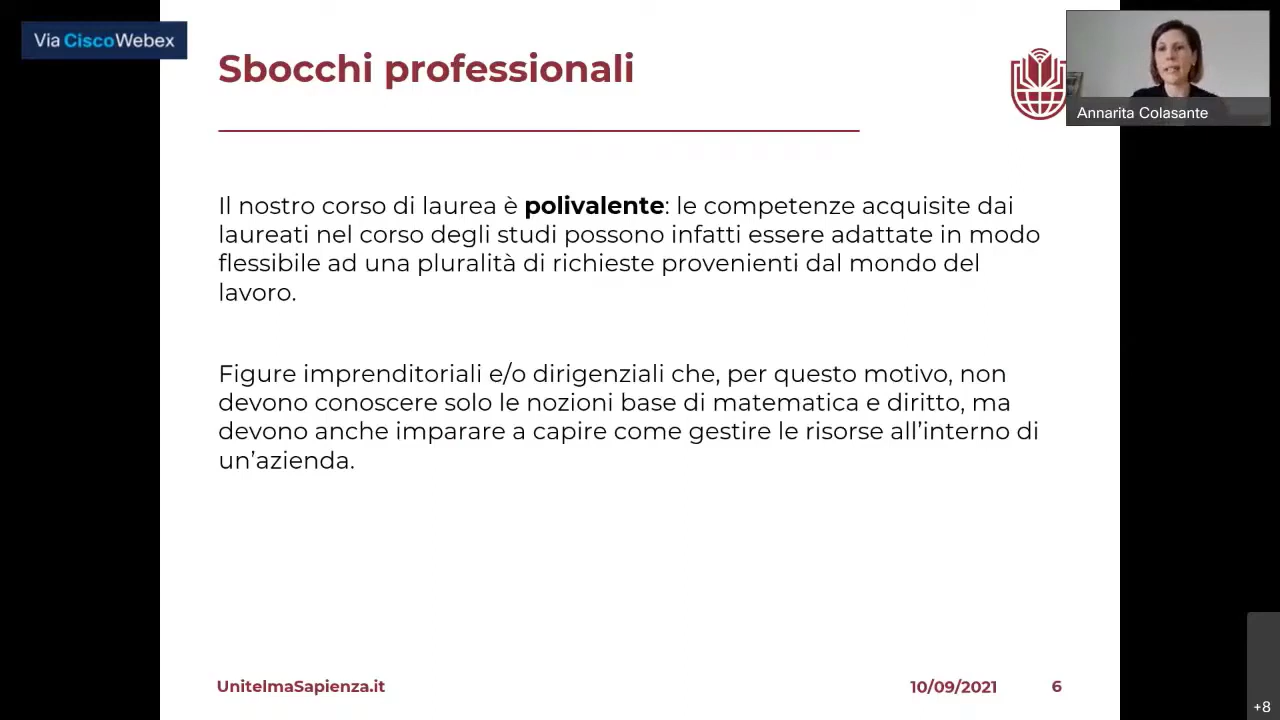 Via CiscoWebex
Sbocchi professionali
Annarita Colasante
Il nostro corso di laurea è polivalente: le competenze acquisite dai
laureati nel corso degli studi possono infatti essere adattate in modo
flessibile ad una pluralità di richieste provenienti dal mondo del
lavoro.
Figure imprenditoriali e/o dirigenziali che, per questo motivo, non
devono conoscere solo le nozioni base di matematica e diritto, ma
devono anche imparare a capire come gestire le risorse all’interno di
un’azienda.
UnitelmaSapienza.it
10/09/2021
6
+8